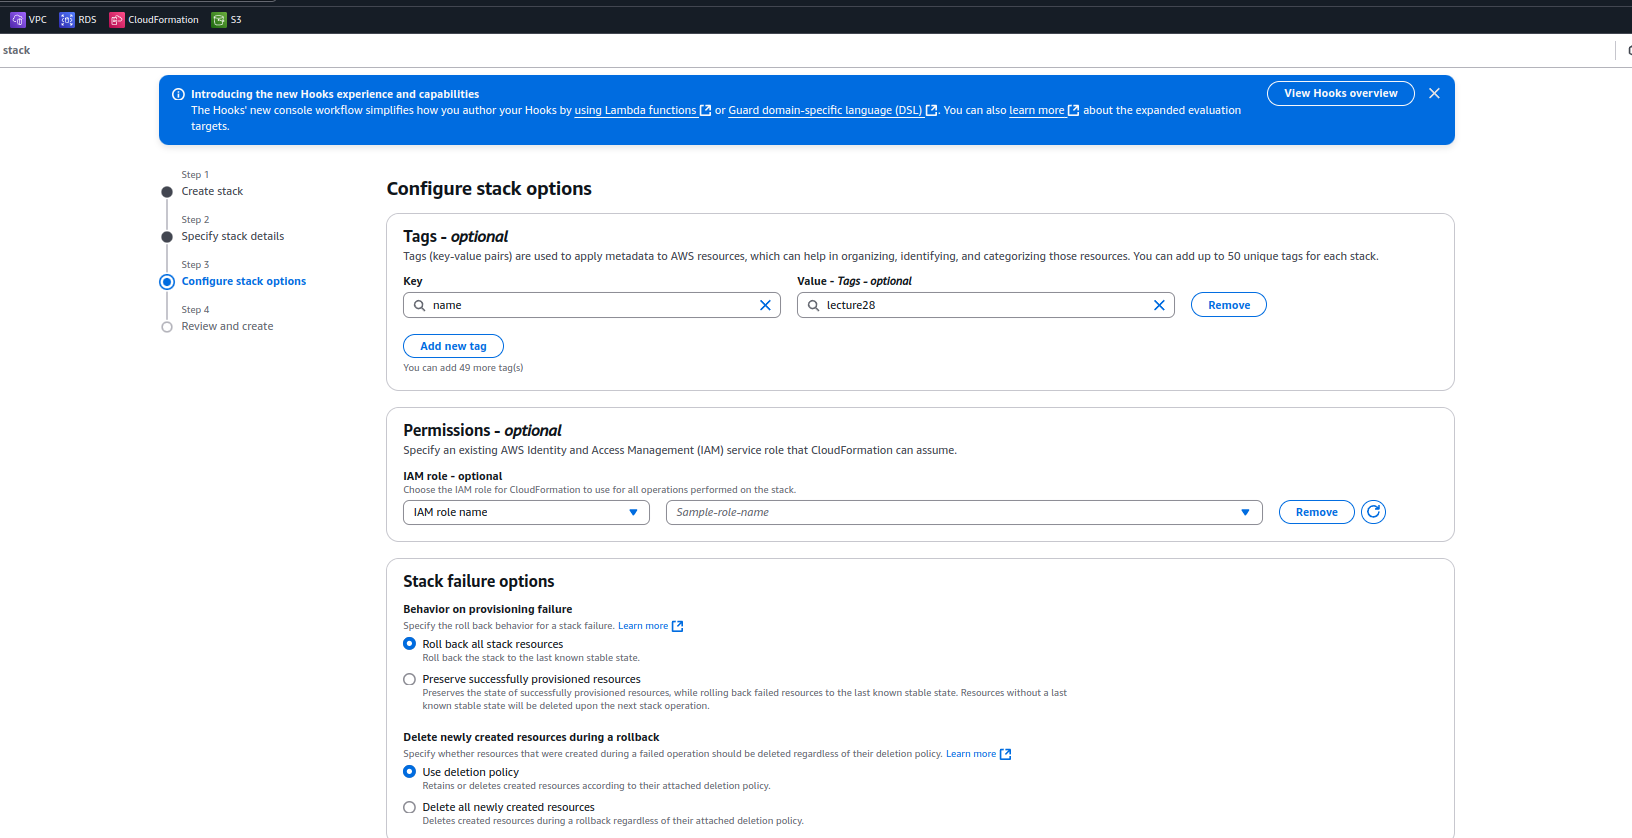 VPC RDS CloudFormation S3
stack
Introducing the new Hooks experience and capabilities
The Hooks' new console workflow simplifies how you author your Hooks by using Lambda functions or Guard domain-specific language (DSL). You can also learn more about the expanded evaluation
targets.
View Hooks overview
Step 1
Create stack
Step 2
Specify stack details
Step 3
Configure stack options
Step 4
Review and create
Configure stack options
Tags - optional
Tags (key-value pairs) are used to apply metadata to AWS resources, which can help in organizing, identifying, and categorizing those resources. You can add up to 50 unique tags for each stack.
Key Value - Tags - optional
name lecture28 Remove
Add new tag
You can add 49 more tag(s)
Permissions - optional
Specify an existing AWS Identity and Access Management (IAM) service role that CloudFormation can assume.
IAM role - optional
Choose the IAM role for CloudFormation to use for all operations performed on the stack.
IAM role name Sample-role-name Remove
Stack failure options
Behavior on provisioning failure
Specify the roll back behavior for a stack failure. Learn more
Roll back all stack resources
Roll back the stack to the last known stable state.
Preserve successfully provisioned resources
Preserves the state of successfully provisioned resources, while rolling back failed resources to the last known stable state. Resources without a last
known stable state will be deleted upon the next stack operation.
Delete newly created resources during a rollback
Specify whether resources that were created during a failed operation should be deleted regardless of their deletion policy. Learn more
Use deletion policy
Retains or deletes created resources according to their attached deletion policy.
Delete all newly created resources
Deletes created resources during a rollback regardless of their attached deletion policy.